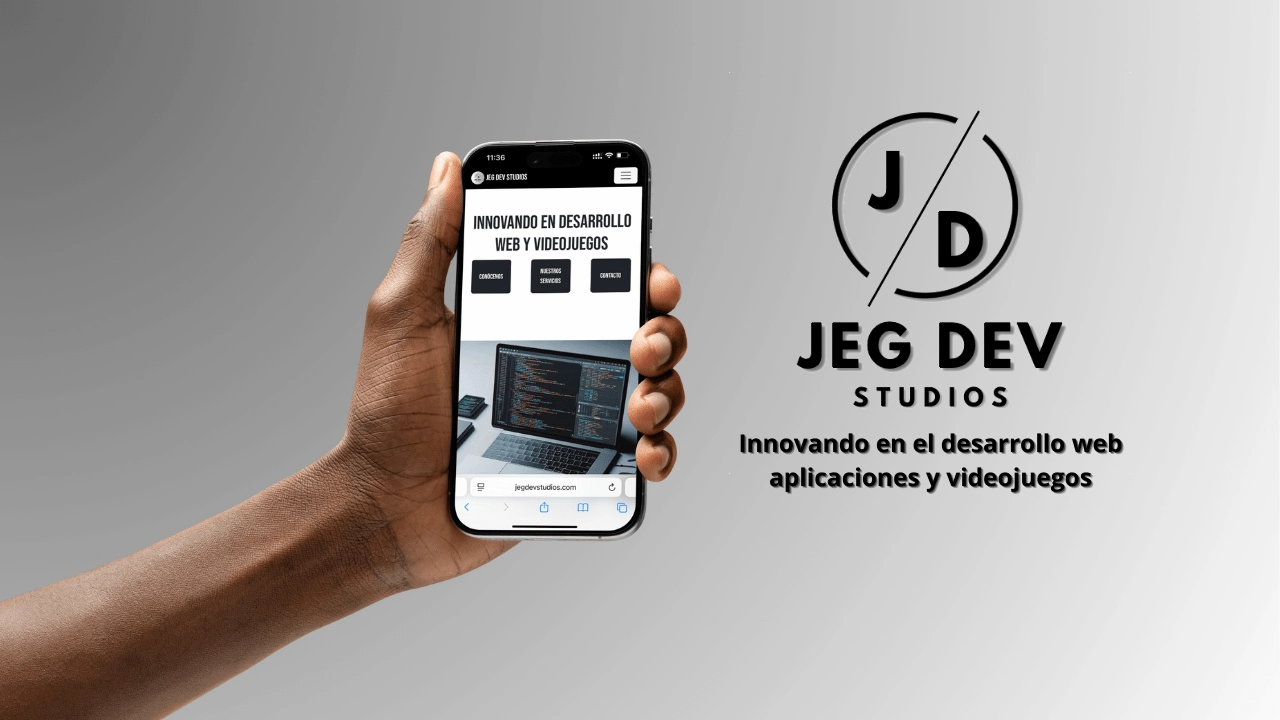 11:36
JEG DEV STUDIOS
INNOVANDO EN DESARROLLO
WEB Y VIDEOJUEGOS
CONÓCENOS
NUESTROS
SERVICIOS
CONTACTO
jegdevstudios.com
J
D
JEG DEV
STUDIOS
Innovando en el desarrollo web
aplicaciones y videojuegos